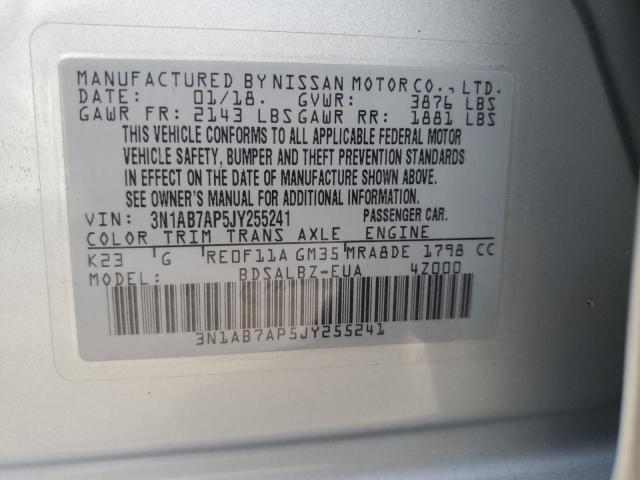 MANUFACTURED BY NISSAN MOTOR CO., LTD.
DATE: 01/18. GVWR: 3876 LBS
GAWR FR: 2143 LBS GAWR RR: 1881 LBS
THIS VEHICLE CONFORMS TO ALL APPLICABLE FEDERAL MOTOR
VEHICLE SAFETY, BUMPER AND THEFT PREVENTION STANDARDS
IN EFFECT ON THE DATE OF MANUFACTURE SHOWN ABOVE.
SEE OWNER'S MANUAL FOR ADDITIONAL INFORMATION.
VIN: 3N1AB7AP5JY255241 PASSENGER CAR.
COLOR TRIM TRANS AXLE ENGINE
K23 G RE0F11A GM35 MRA8DE 1798 CC
MODEL: BDSALBZ-EUA 4Z000
3N1AB7AP5JY255241